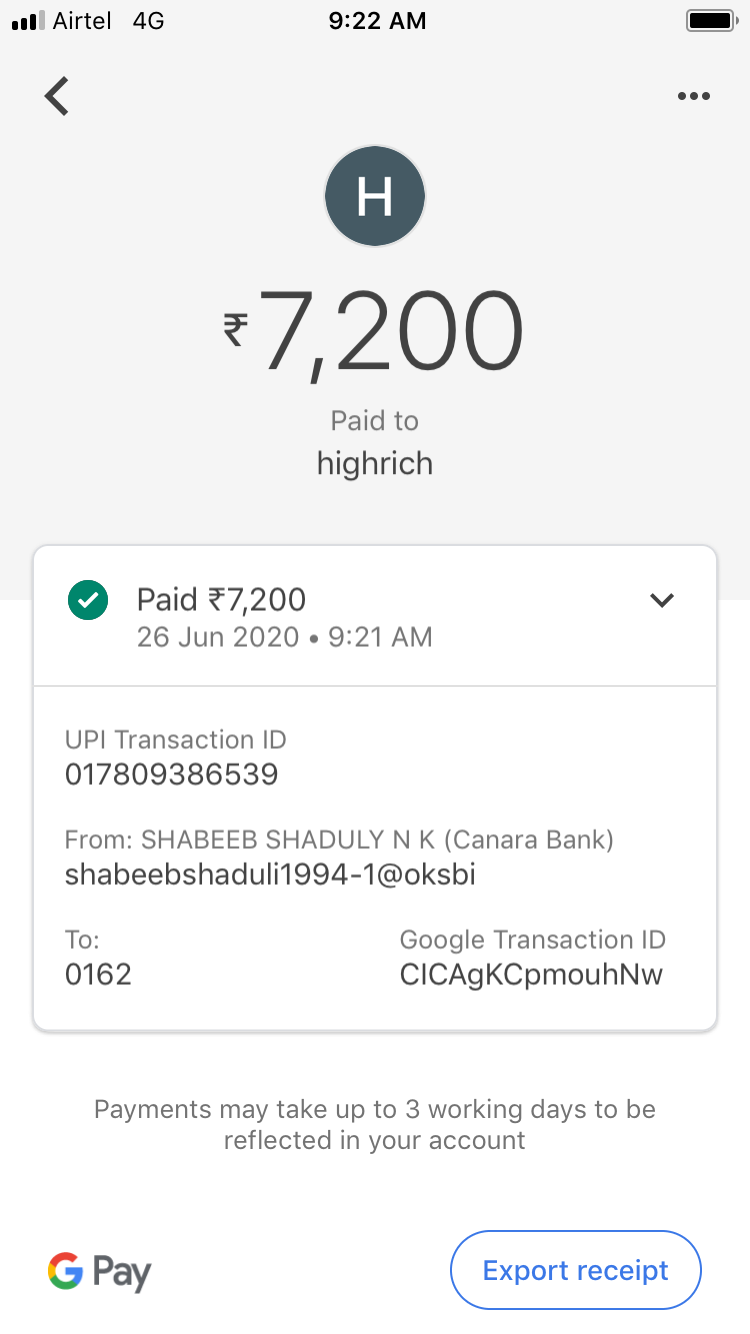 Airtel 4G 9:22 AM
H
₹7,200
Paid to
highrich
Paid ₹7,200
26 Jun 2020 • 9:21 AM
UPI Transaction ID
017809386539
From: SHABEEB SHADULY N K (Canara Bank)
shabeebshaduli1994-1@oksbi
To:
0162
Google Transaction ID
CICAgKCpmouhNw
Payments may take up to 3 working days to be
reflected in your account
G Pay
Export receipt